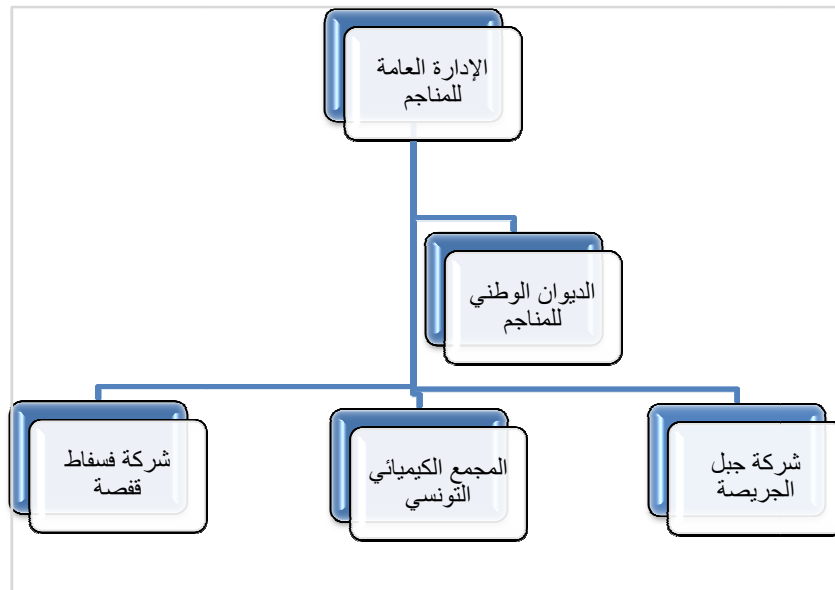 الإدارة العامة
للمناجم
الديوان الوطني
للمناجم
شركة جبل
الجريصة
المجمع الكيميائي
التونسي
شركة فسفاط
قفصة